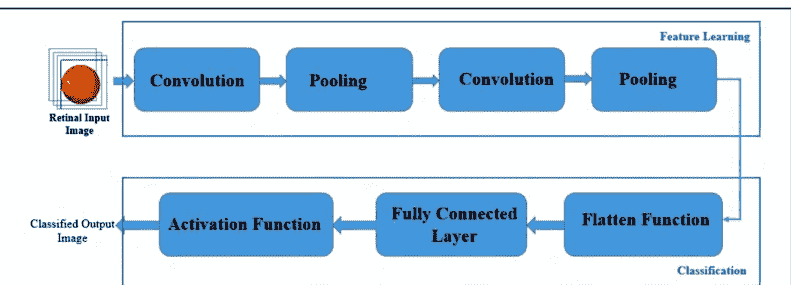 Feature Learning
Convolution
Pooling
Convolution
Pooling
Retinal Input
Image
Classified Output
Image
Activation Function
Fully Connected
Layer
Flatten Function
Classification